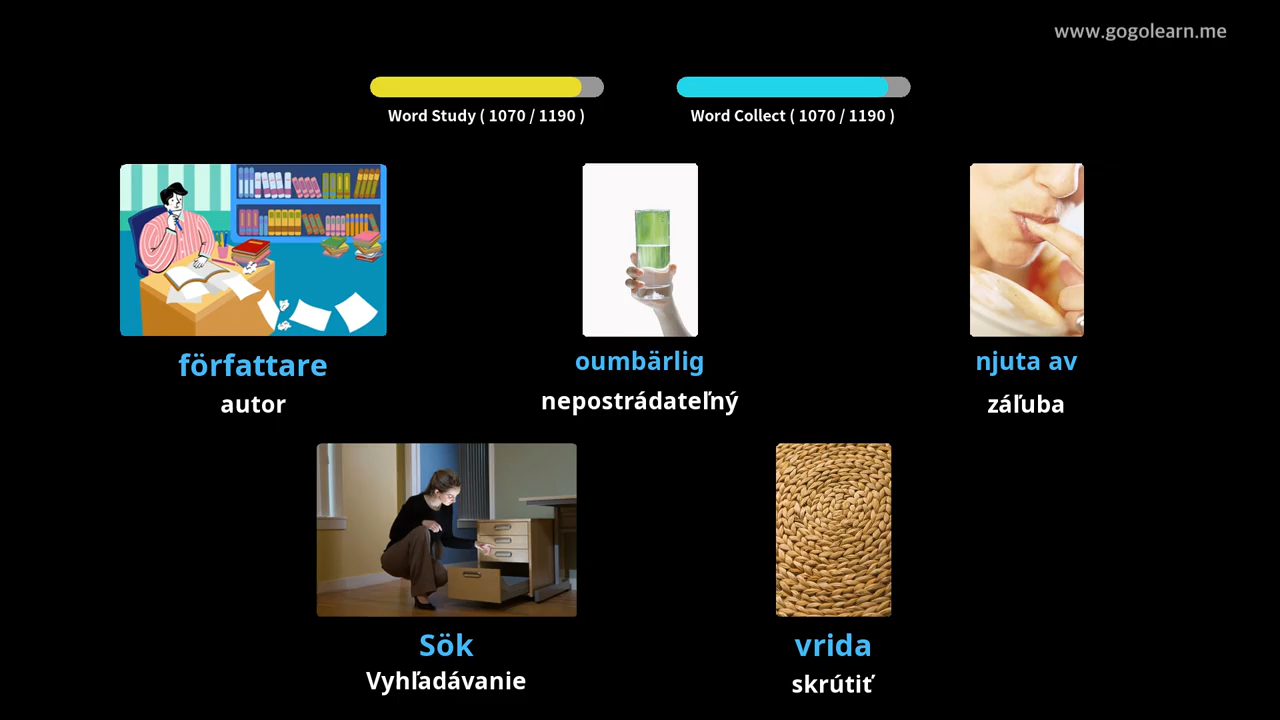 www.gogolearn.me
Word Study ( 1070 / 1190 )
Word Collect ( 1070 / 1190 )
författare
oumbärlig
njuta av
autor
nepostrádateľný
záľuba
Sök
vrida
Vyhľadávanie
skrútiť